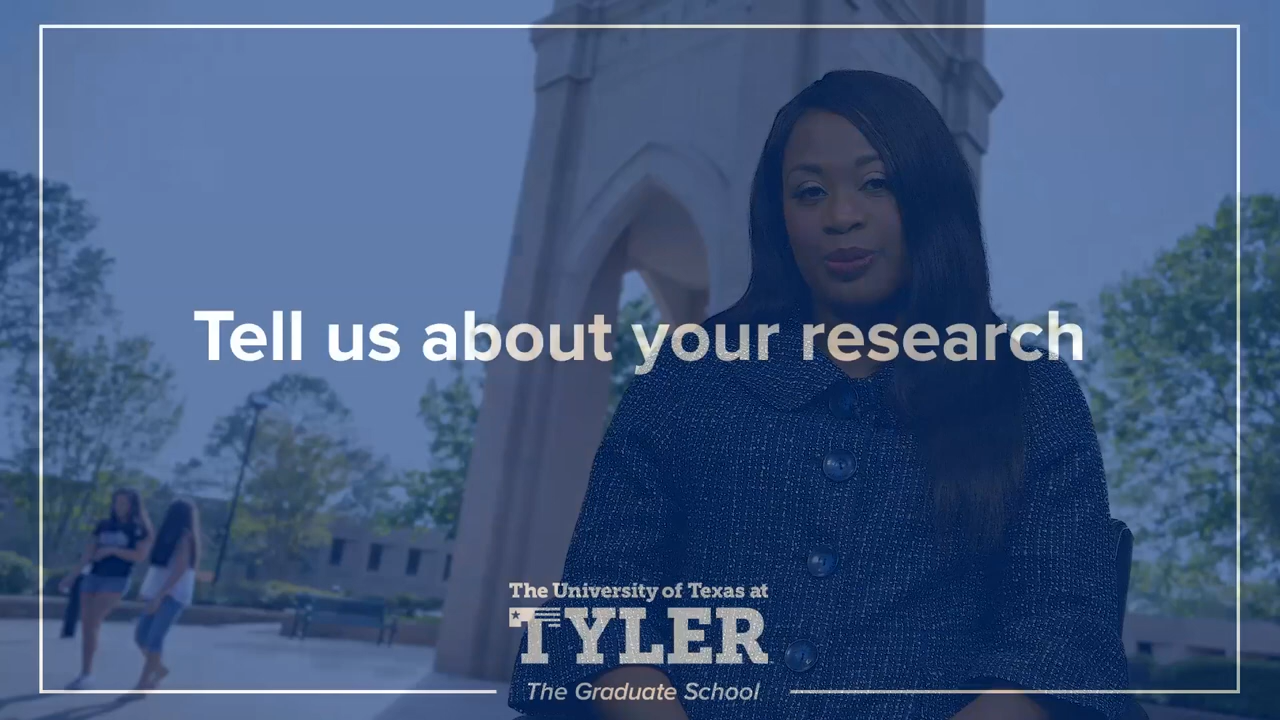 Tell us about your research
The University of Texas at
TYLER
The Graduate School